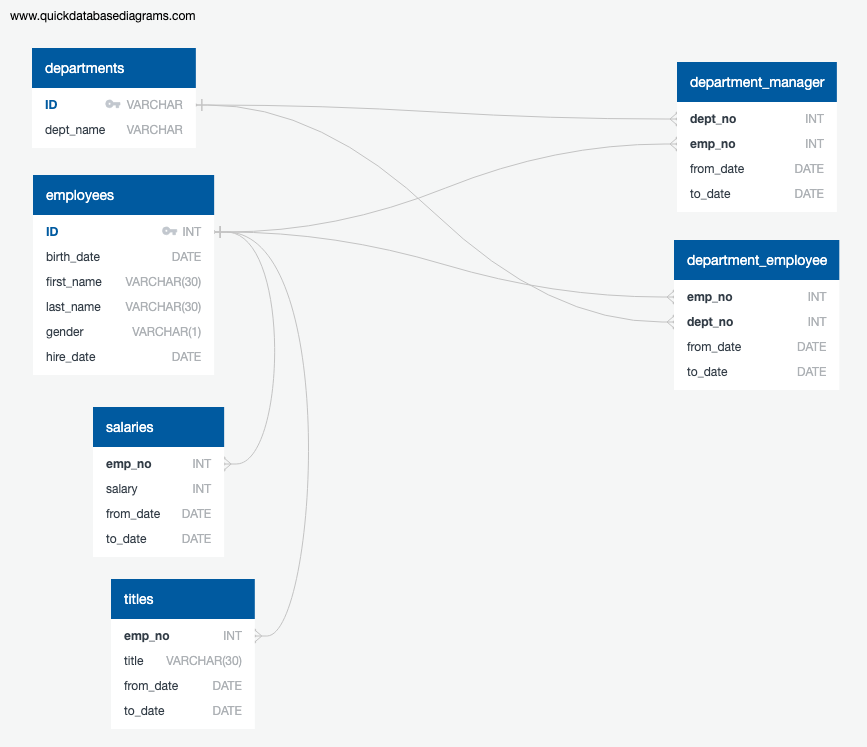 www.quickdatabasediagrams.com
departments
ID VARCHAR
dept_name VARCHAR
employees
ID INT
birth_date DATE
first_name VARCHAR(30)
last_name VARCHAR(30)
gender VARCHAR(1)
hire_date DATE
salaries
emp_no INT
salary INT
from_date DATE
to_date DATE
titles
emp_no INT
title VARCHAR(30)
from_date DATE
to_date DATE
department_manager
dept_no INT
emp_no INT
from_date DATE
to_date DATE
department_employee
emp_no INT
dept_no INT
from_date DATE
to_date DATE